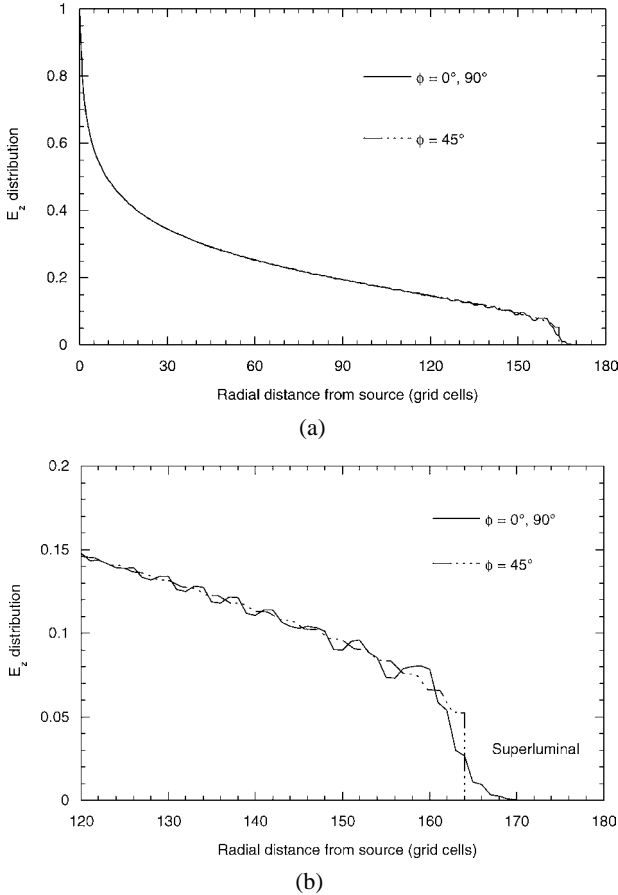 1
0.8
0.6
0.4
0.2
0
E_z distribution
φ = 0°, 90°
φ = 45°
0 30 60 90 120 150 180
Radial distance from source (grid cells)
(a)
0.2
0.15
0.1
0.05
0
E_z distribution
φ = 0°, 90°
φ = 45°
Superluminal
120 130 140 150 160 170 180
Radial distance from source (grid cells)
(b)